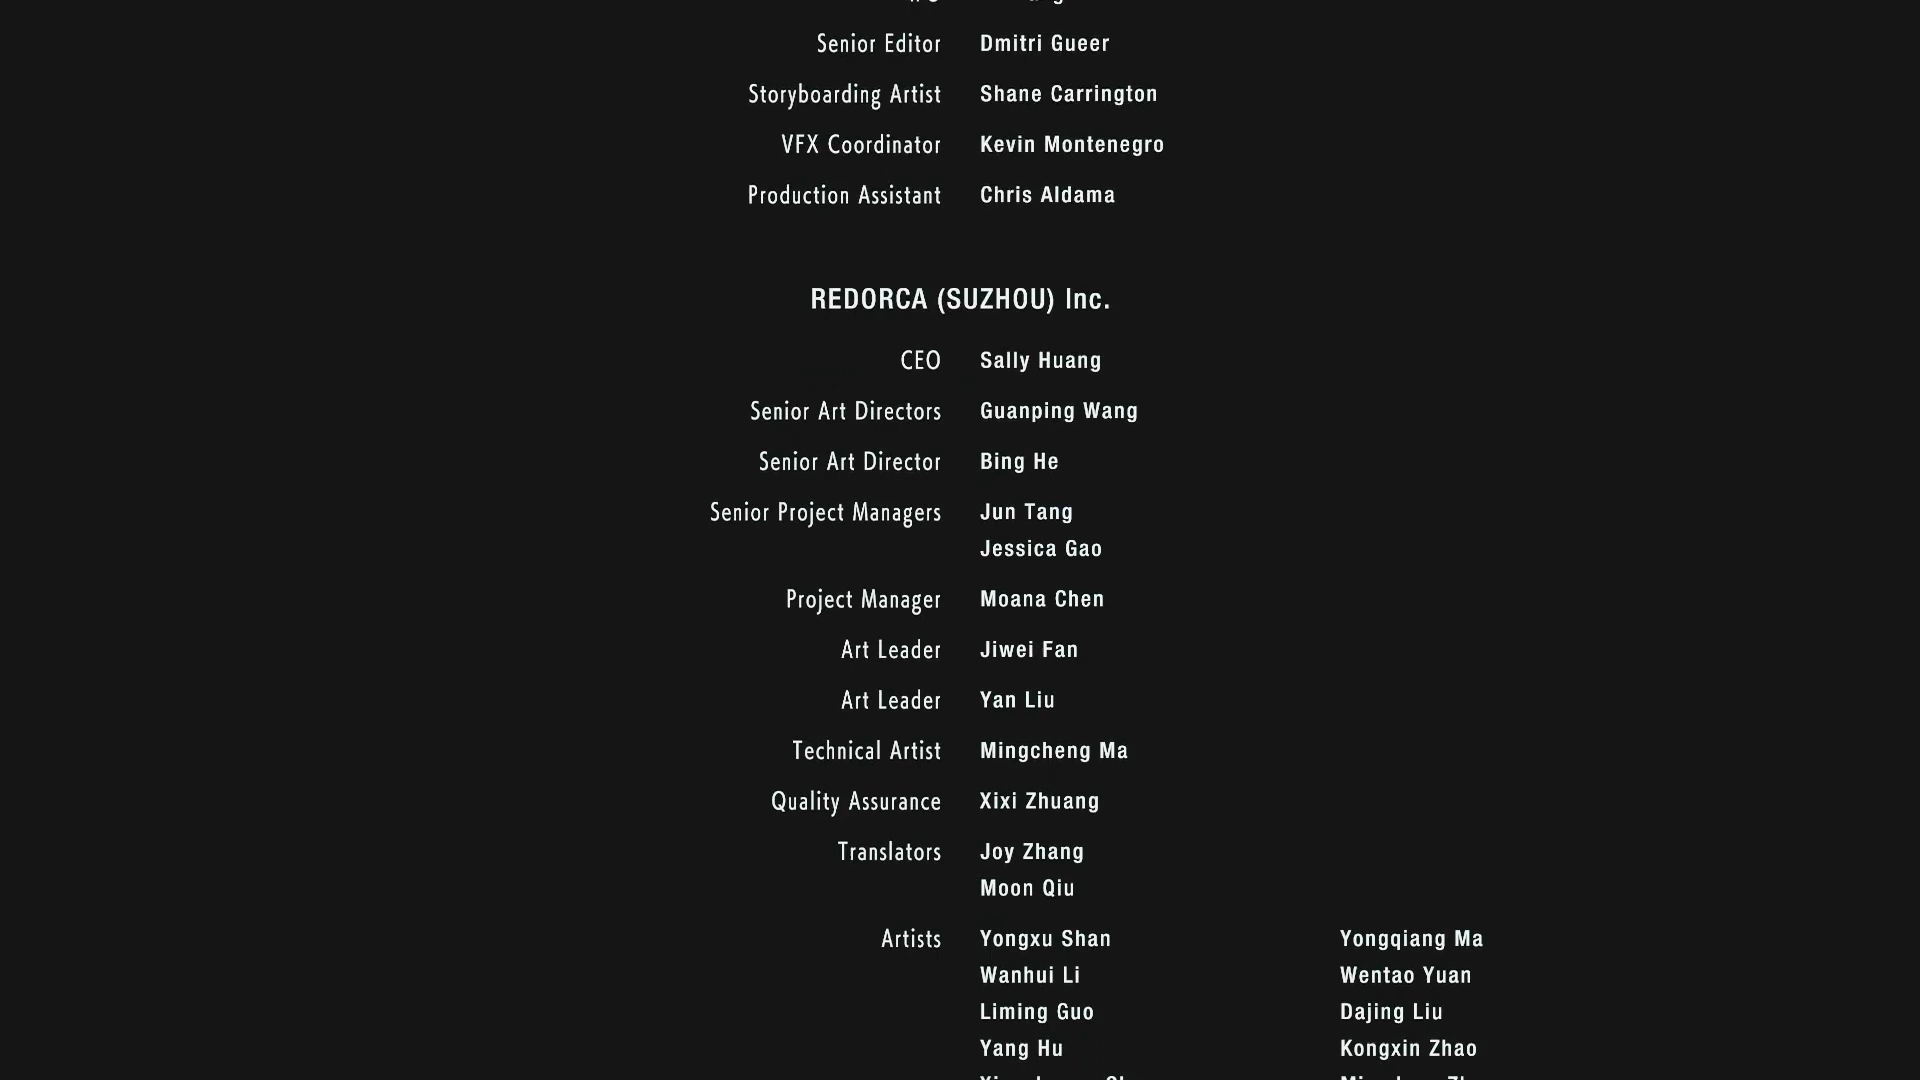 Senior Editor Dmitri Gueer
Storyboarding Artist Shane Carrington
VFX Coordinator Kevin Montenegro
Production Assistant Chris Aldama
REDORCA (SUZHOU) Inc.
CEO Sally Huang
Senior Art Directors Guanping Wang
Senior Art Director Bing He
Senior Project Managers Jun Tang
Jessica Gao
Project Manager Moana Chen
Art Leader Jiwei Fan
Art Leader Yan Liu
Technical Artist Mingcheng Ma
Quality Assurance Xixi Zhuang
Translators Joy Zhang
Moon Qiu
Artists Yongxu Shan Yongqiang Ma
Wanhui Li Wentao Yuan
Liming Guo Dajing Liu
Yang Hu Kongxin Zhao